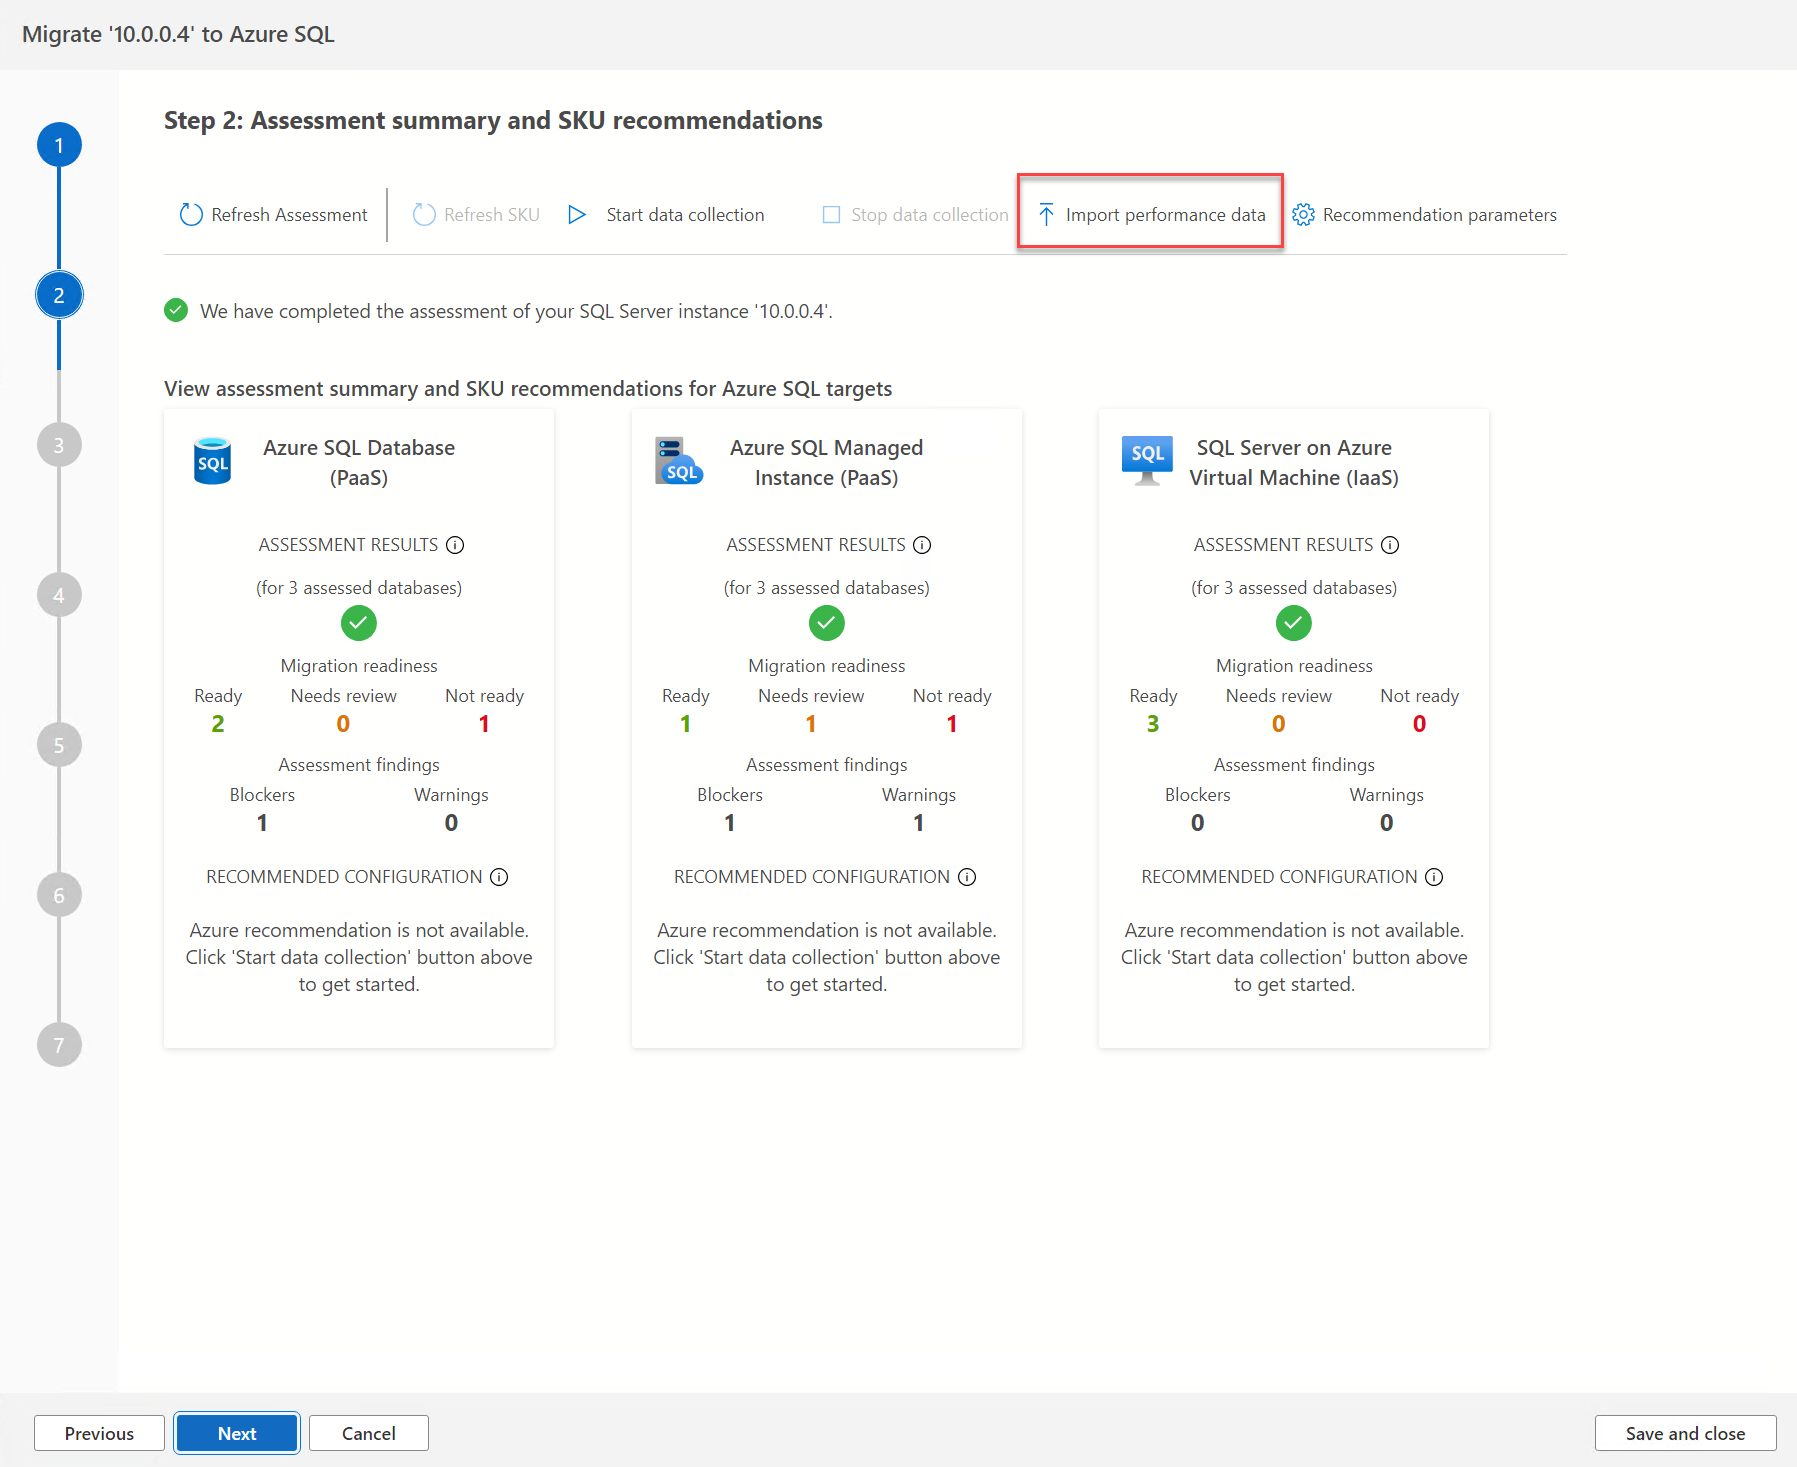 Migrate '10.0.0.4' to Azure SQL
Step 2: Assessment summary and SKU recommendations
1
Refresh Assessment
Refresh SKU
Start data collection
Stop data collection
Import performance data
Recommendation parameters
2
We have completed the assessment of your SQL Server instance '10.0.0.4'.
View assessment summary and SKU recommendations for Azure SQL targets
3
4
5
6
7
SQL
Azure SQL Database
(PaaS)
ASSESSMENT RESULTS
(for 3 assessed databases)
Migration readiness
Ready Needs review Not ready
2 0 1
Assessment findings
Blockers Warnings
1 0
RECOMMENDED CONFIGURATION
Azure recommendation is not available.
Click 'Start data collection' button above
to get started.
SQL
Azure SQL Managed
Instance (PaaS)
ASSESSMENT RESULTS
(for 3 assessed databases)
Migration readiness
Ready Needs review Not ready
1 1 1
Assessment findings
Blockers Warnings
1 1
RECOMMENDED CONFIGURATION
Azure recommendation is not available.
Click 'Start data collection' button above
to get started.
SQL
SQL Server on Azure
Virtual Machine (IaaS)
ASSESSMENT RESULTS
(for 3 assessed databases)
Migration readiness
Ready Needs review Not ready
3 0 0
Assessment findings
Blockers Warnings
0 0
RECOMMENDED CONFIGURATION
Azure recommendation is not available.
Click 'Start data collection' button above
to get started.
Previous
Next
Cancel
Save and close